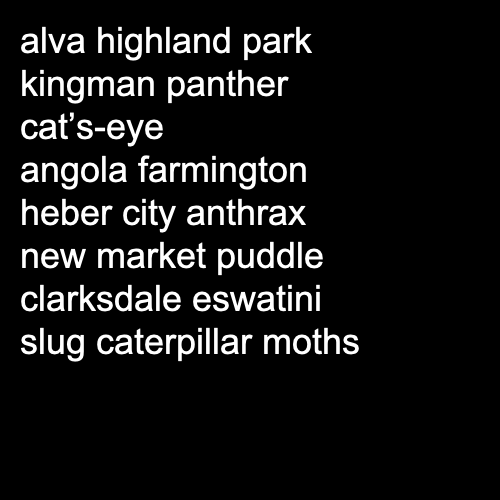 alva highland park
kingman panther
cat’s-eye
angola farmington
heber city anthrax
new market puddle
clarksdale eswatini
slug caterpillar moths